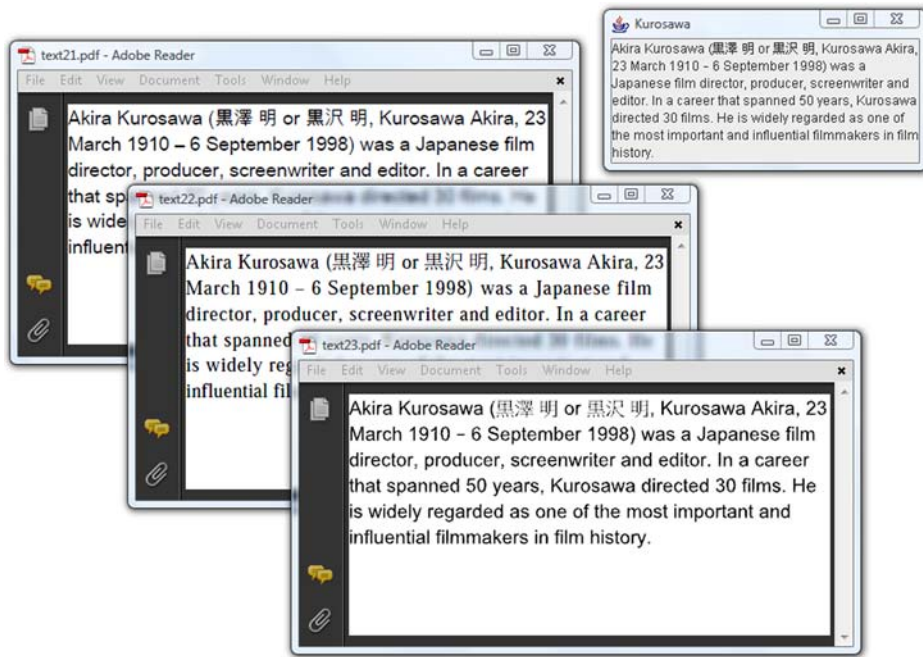 text21.pdf - Adobe Reader
File Edit View Document Tools Window Help
Akira Kurosawa (黒澤 明 or 黒沢 明, Kurosawa Akira, 23
March 1910 – 6 September 1998) was a Japanese film
director, producer, screenwriter and editor. In a career
that
is
influent
Kurosawa
Akira Kurosawa (黒澤 明 or 黒沢 明, Kurosawa Akira,
23 March 1910 - 6 September 1998) was a
Japanese film director, producer, screenwriter and
editor. In a career that spanned 50 years, Kurosawa
directed 30 films. He is widely regarded as one of
the most important and influential filmmakers in film
history.
text22.pdf - Adobe Reader
File Edit View Document Tools Window Help
Akira Kurosawa (黒澤 明 or 黒沢 明, Kurosawa Akira, 23
March 1910 – 6 September 1998) was a Japanese film
director, producer, screenwriter and editor. In a career
that spanned
is widely
influential
text23.pdf - Adobe Reader
File Edit View Document Tools Window Help
Akira Kurosawa (黒澤 明 or 黒沢 明, Kurosawa Akira, 23
March 1910 – 6 September 1998) was a Japanese film
director, producer, screenwriter and editor. In a career
that spanned 50 years, Kurosawa directed 30 films. He
is widely regarded as one of the most important and
influential filmmakers in film history.